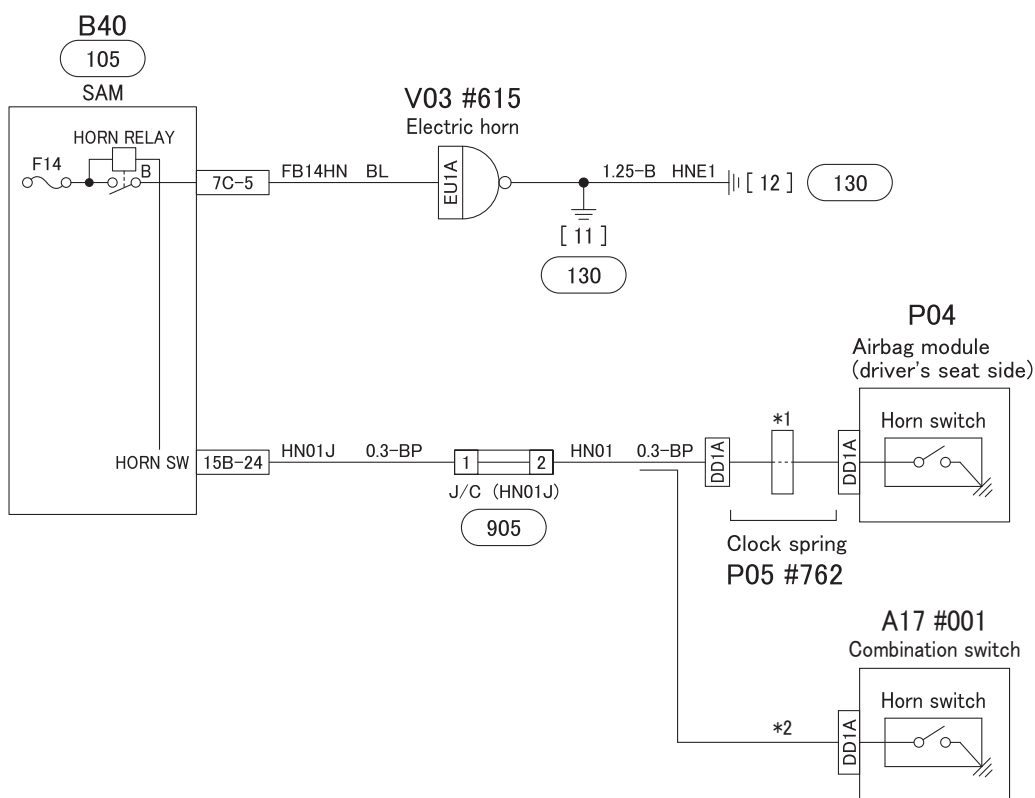 B40
105
SAM
HORN RELAY
F14
B
7C-5
FB14HN BL
V03 #615
Electric horn
EU1A
1.25-B HNE1
[ 12 ]
130
[ 11 ]
130
HORN SW
15B-24
HN01J 0.3-BP
1 2
J/C (HN01J)
905
HN01 0.3-BP
DD1A
*1
Clock spring
P05 #762
P04
Airbag module
(driver's seat side)
DD1A
Horn switch
A17 #001
Combination switch
*2
DD1A
Horn switch